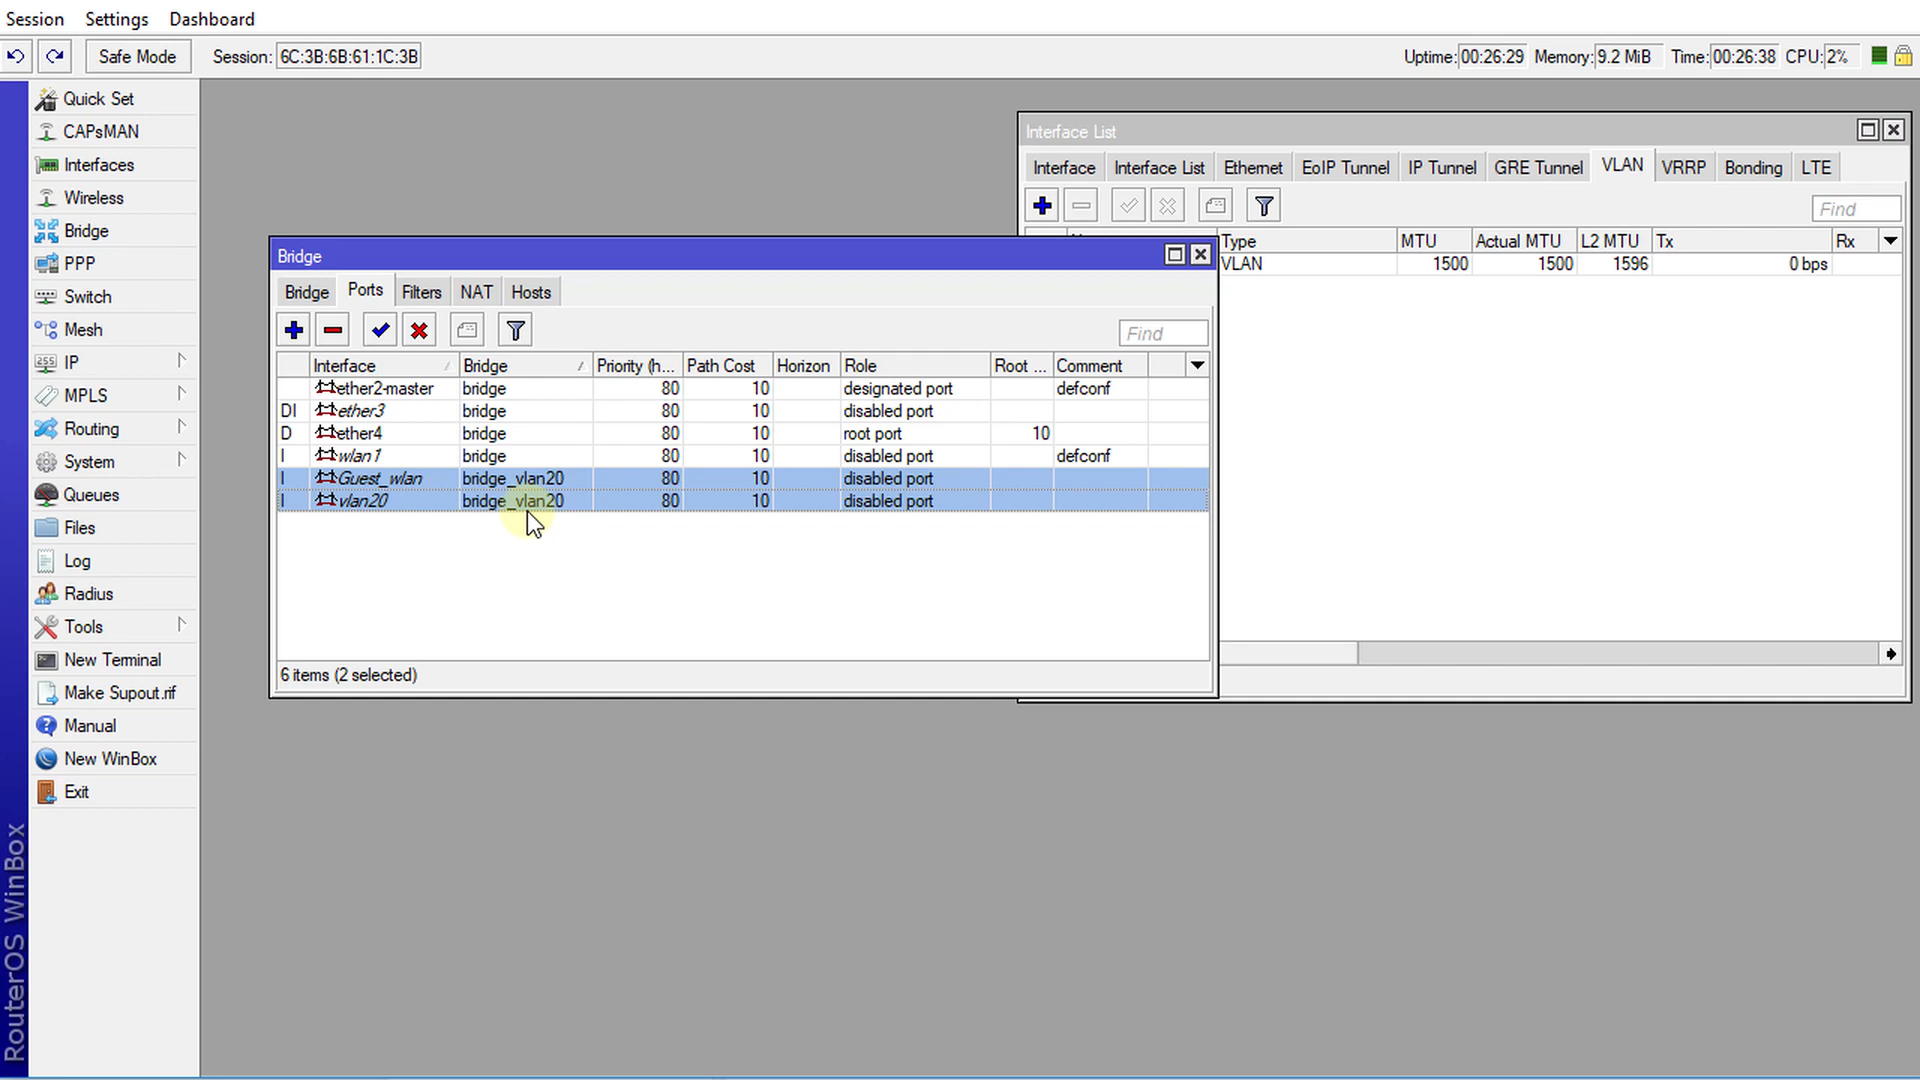 Session Settings Dashboard
Safe Mode Session: 6C:3B:6B:61:1C:3B Uptime: 00:26:29 Memory: 9.2 MiB Time: 00:26:38 CPU: 2%
Quick Set
CAPsMAN
Interfaces
Wireless
Bridge
PPP
Switch
Mesh
255 IP
MPLS
Routing
System
Queues
Files
Log
Radius
Tools
New Terminal
Make Supout.rif
Manual
New WinBox
Exit
RouterOS WinBox
Interface List
Interface Interface List Ethernet EoIP Tunnel IP Tunnel GRE Tunnel VLAN VRRP Bonding LTE
Find
Type MTU Actual MTU L2 MTU Tx Rx
VLAN 1500 1500 1596 0 bps
Bridge
Bridge Ports Filters NAT Hosts
Find
Interface Bridge Priority (h... Path Cost Horizon Role Root ... Comment
ether2-master bridge 80 10 designated port defconf
DI ether3 bridge 80 10 disabled port
D ether4 bridge 80 10 root port 10
I wlan1 bridge 80 10 disabled port defconf
I Guest_wlan bridge_vlan20 80 10 disabled port
I vlan20 bridge_vlan20 80 10 disabled port
6 items (2 selected)